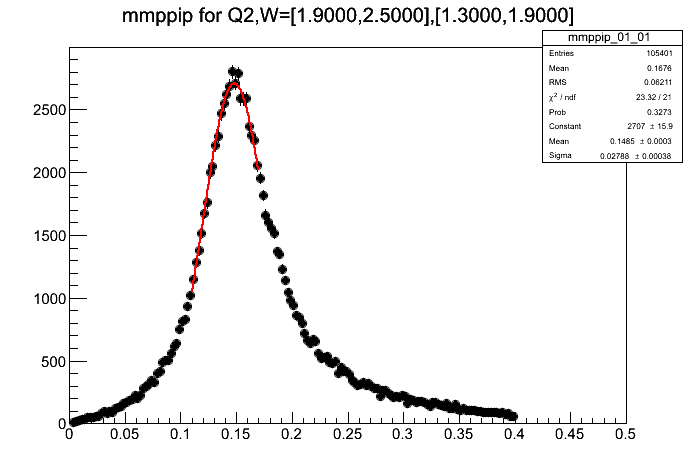 mmppip for Q2,W=[1.9000,2.5000],[1.3000,1.9000]
mmppip_01_01
Entries 105401
Mean 0.1676
RMS 0.06211
χ² / ndf 23.32 / 21
Prob 0.3273
Constant 2707 ± 15.9
Mean 0.1485 ± 0.0003
Sigma 0.02788 ± 0.00038
2500
2000
1500
1000
500
0
0 0.05 0.1 0.15 0.2 0.25 0.3 0.35 0.4 0.45 0.5